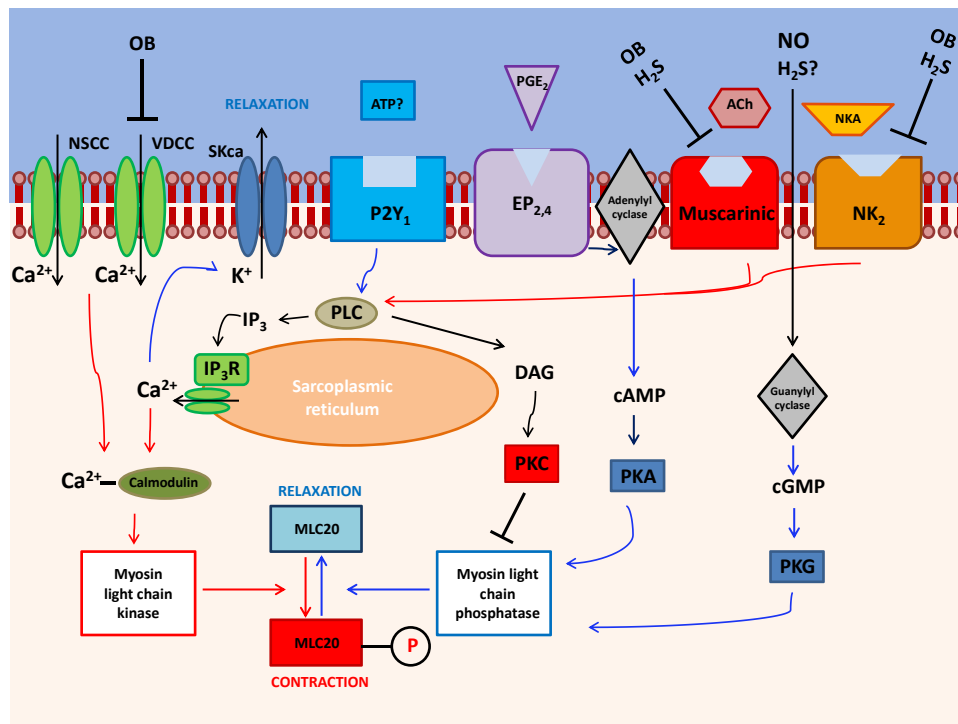 OB
RELAXATION
ATP?
PGE₂
OB
H₂S
ACh
NO
H₂S?
NKA
OB
H₂S
NSCC
VDCC
SKca
P2Y₁
EP₂,₄
Adenylyl
cyclase
Muscarinic
NK₂
Ca²⁺
Ca²⁺
K⁺
PLC
IP₃
IP₃R
Ca²⁺
Sarcoplasmic
reticulum
DAG
cAMP
Guanylyl
cyclase
Ca²⁺
Calmodulin
PKC
PKA
cGMP
RELAXATION
MLC20
Myosin
light chain
kinase
Myosin light
chain
phosphatase
PKG
MLC20
P
CONTRACTION